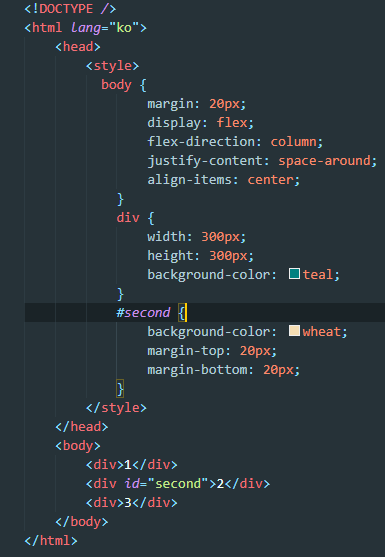 <!DOCTYPE />
<html lang="ko">
<head>
<style>
body {
margin: 20px;
display: flex;
flex-direction: column;
justify-content: space-around;
align-items: center;
}
div {
width: 300px;
height: 300px;
background-color: teal;
}
#second {
background-color: wheat;
margin-top: 20px;
margin-bottom: 20px;
}
</style>
</head>
<body>
<div>1</div>
<div id="second">2</div>
<div>3</div>
</body>
</html>